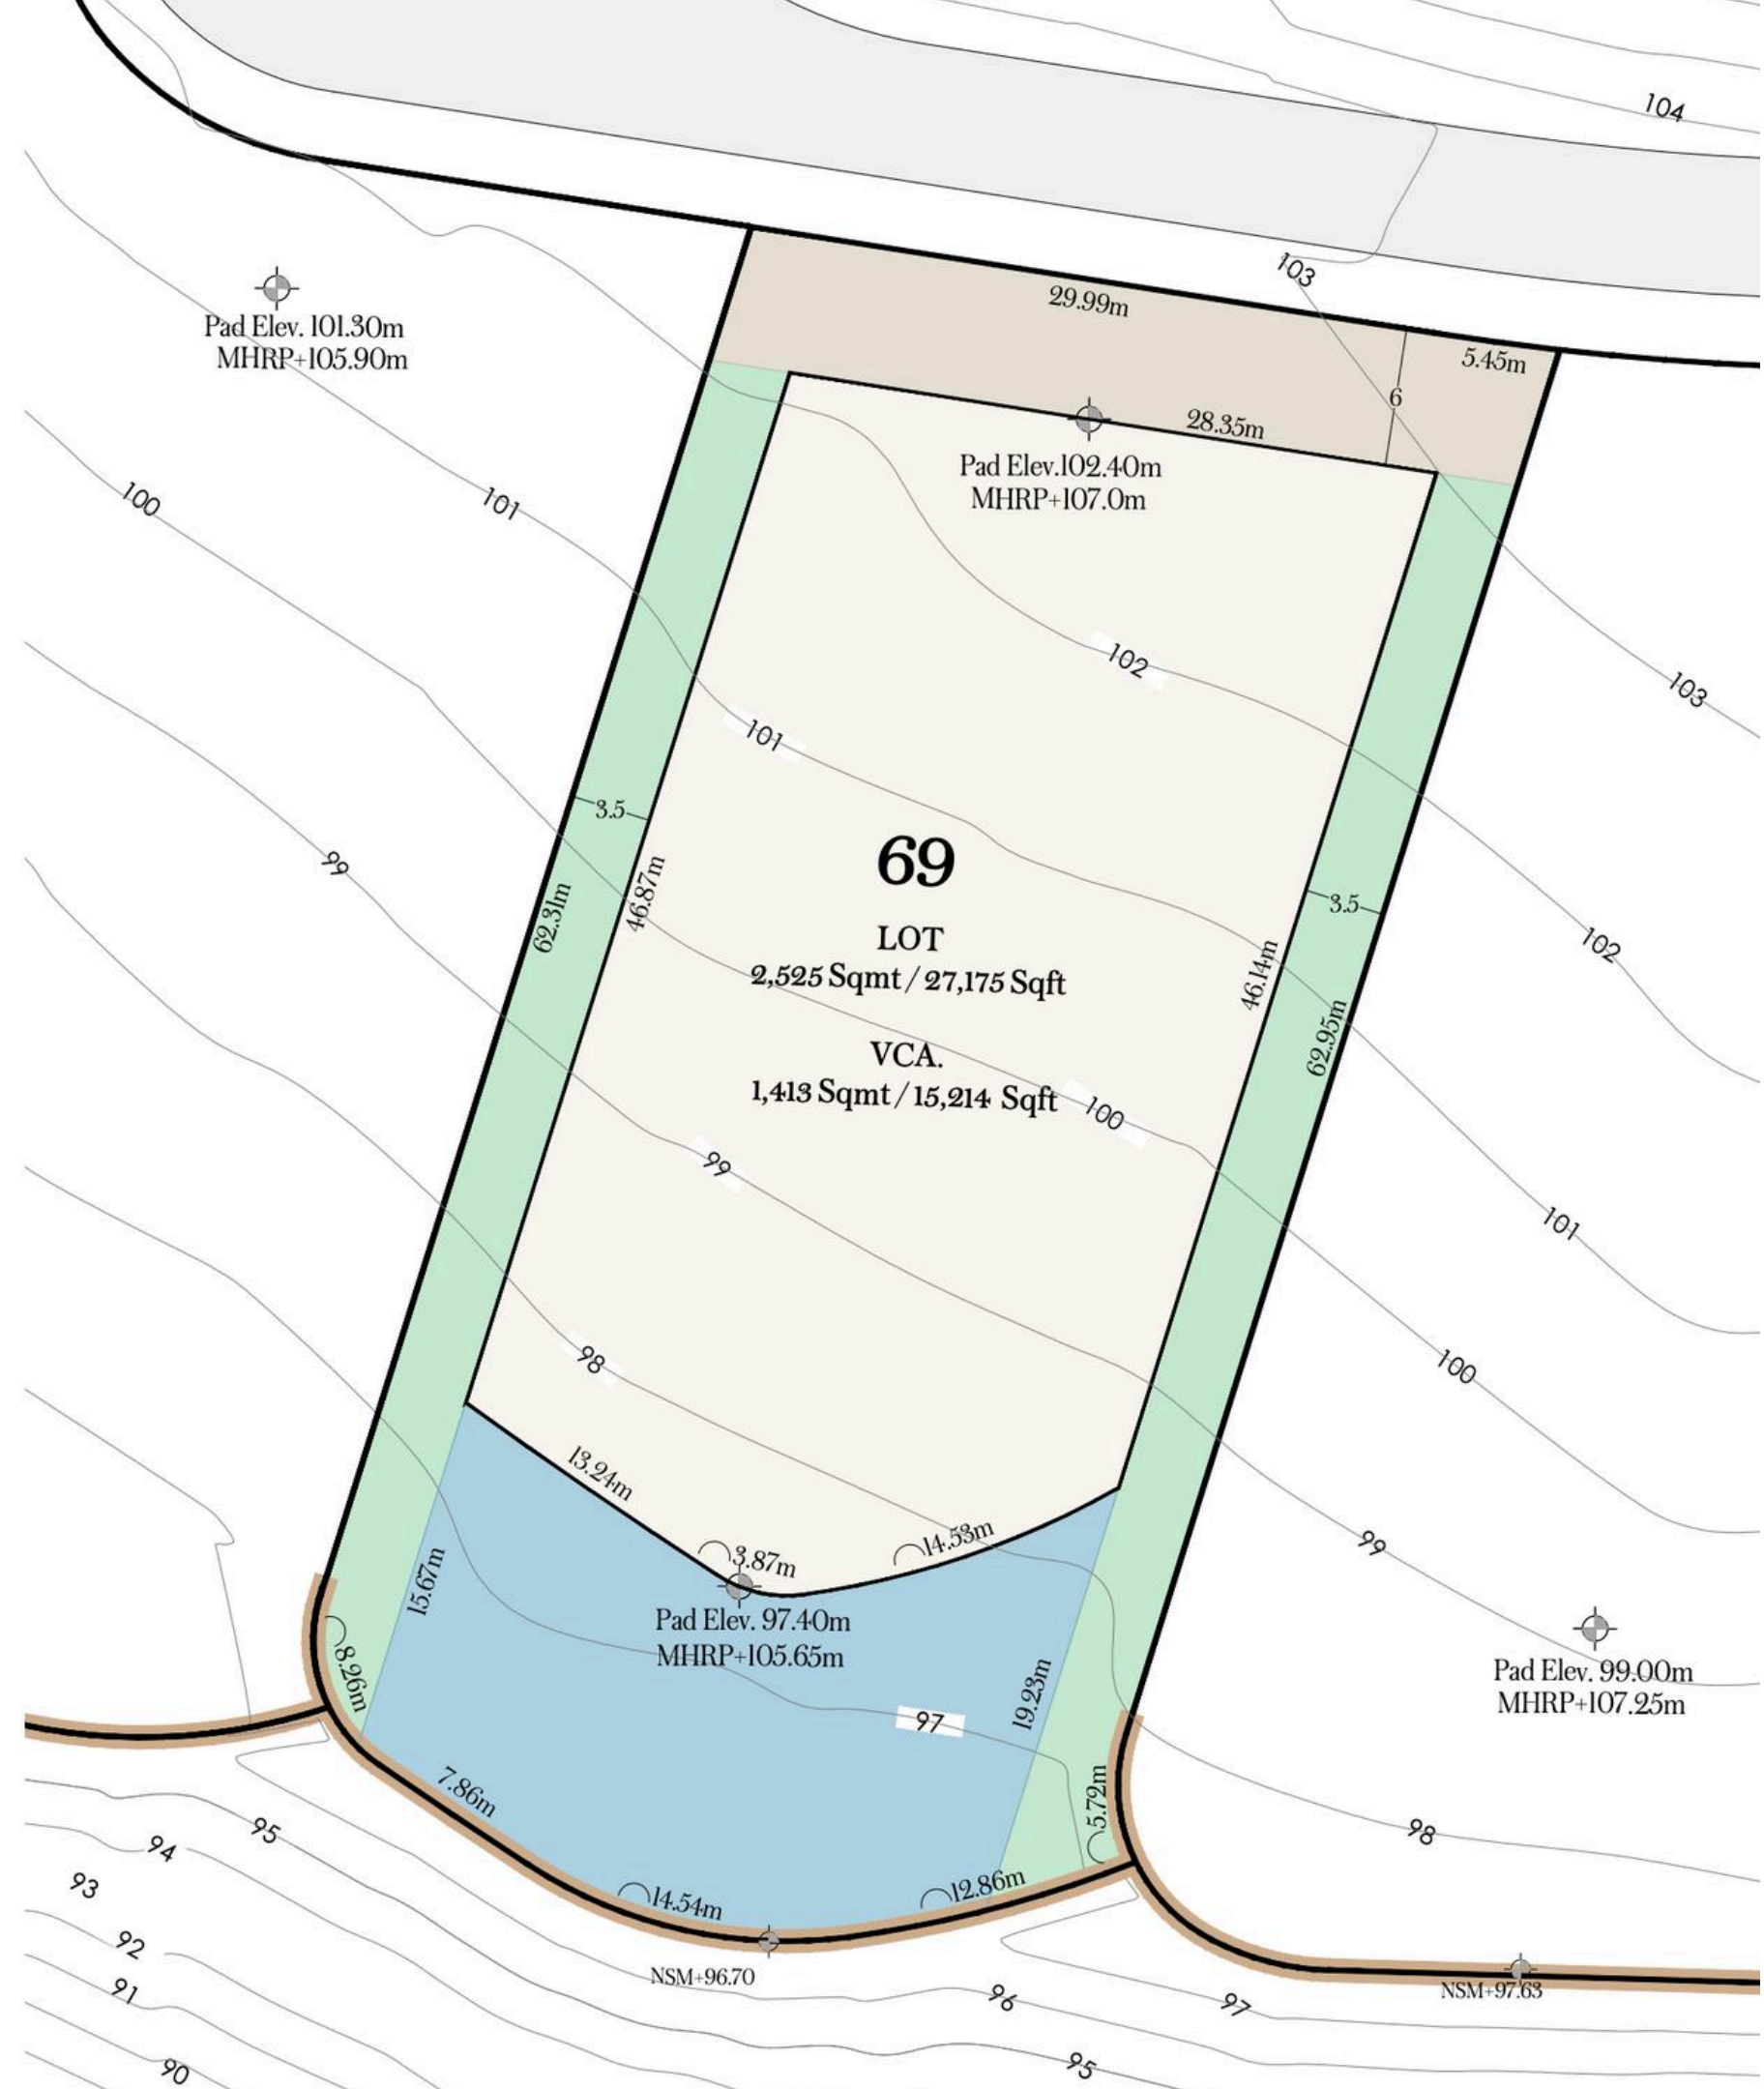 104
103
29.99m
5.45m
6
Pad Elev. 101.30m
MHRP+105.90m
28.35m
Pad Elev.102.40m
MHRP+107.0m
100
101
102
103
101
3.5
69
3.5
99
62.31m
46.87m
LOT
2,525 Sqmt / 27,175 Sqft
46.14m
102
62.95m
VCA.
1,413 Sqmt / 15,214 Sqft
100
99
101
98
100
13.24m
14.53m
3.87m
99
15.67m
Pad Elev. 97.40m
MHRP+105.65m
8.26m
19.23m
Pad Elev. 99.00m
MHRP+107.25m
97
7.86m
5.72m
95
94
98
93
14.54m
12.86m
92
NSM+96.70
91
96
97
NSM+97.63
90
95